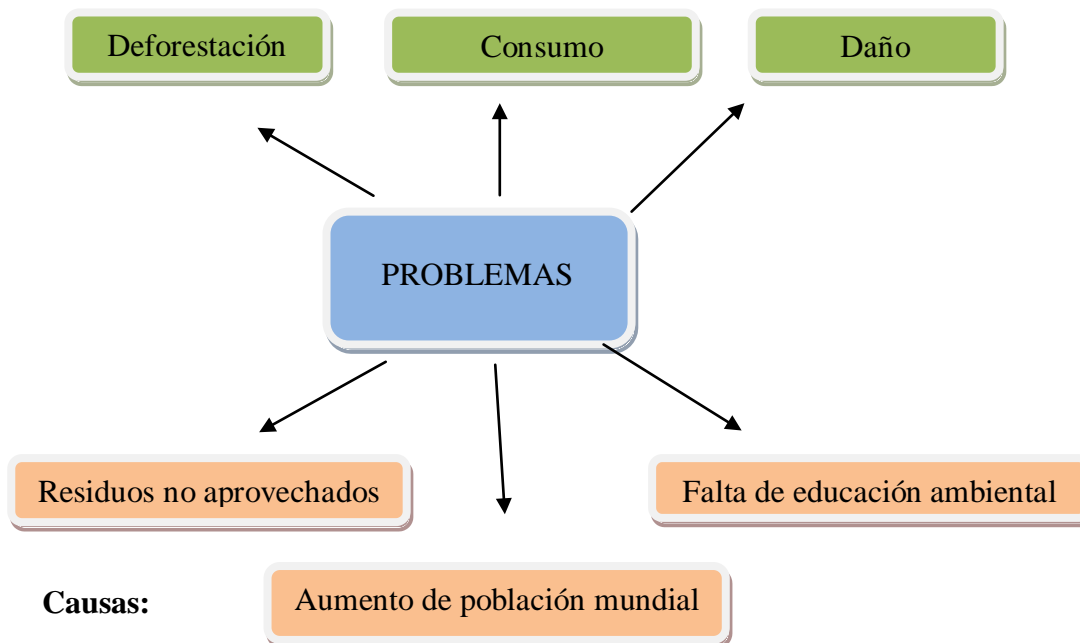 Deforestación
Consumo
Daño
PROBLEMAS
Residuos no aprovechados
Falta de educación ambiental
Causas:
Aumento de población mundial